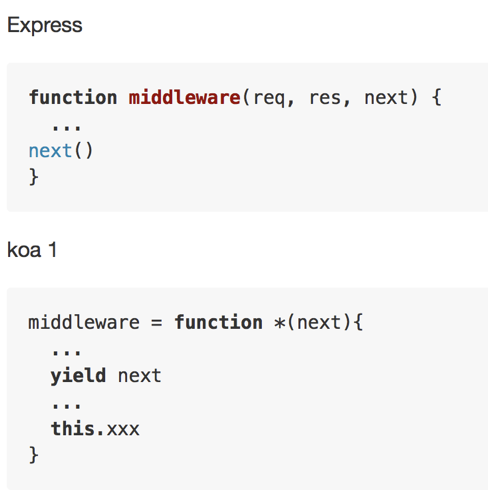 Express
function middleware(req, res, next) {
  ...
next()
}
koa 1
middleware = function *(next){
  ...
  yield next
  ...
  this.xxx
}